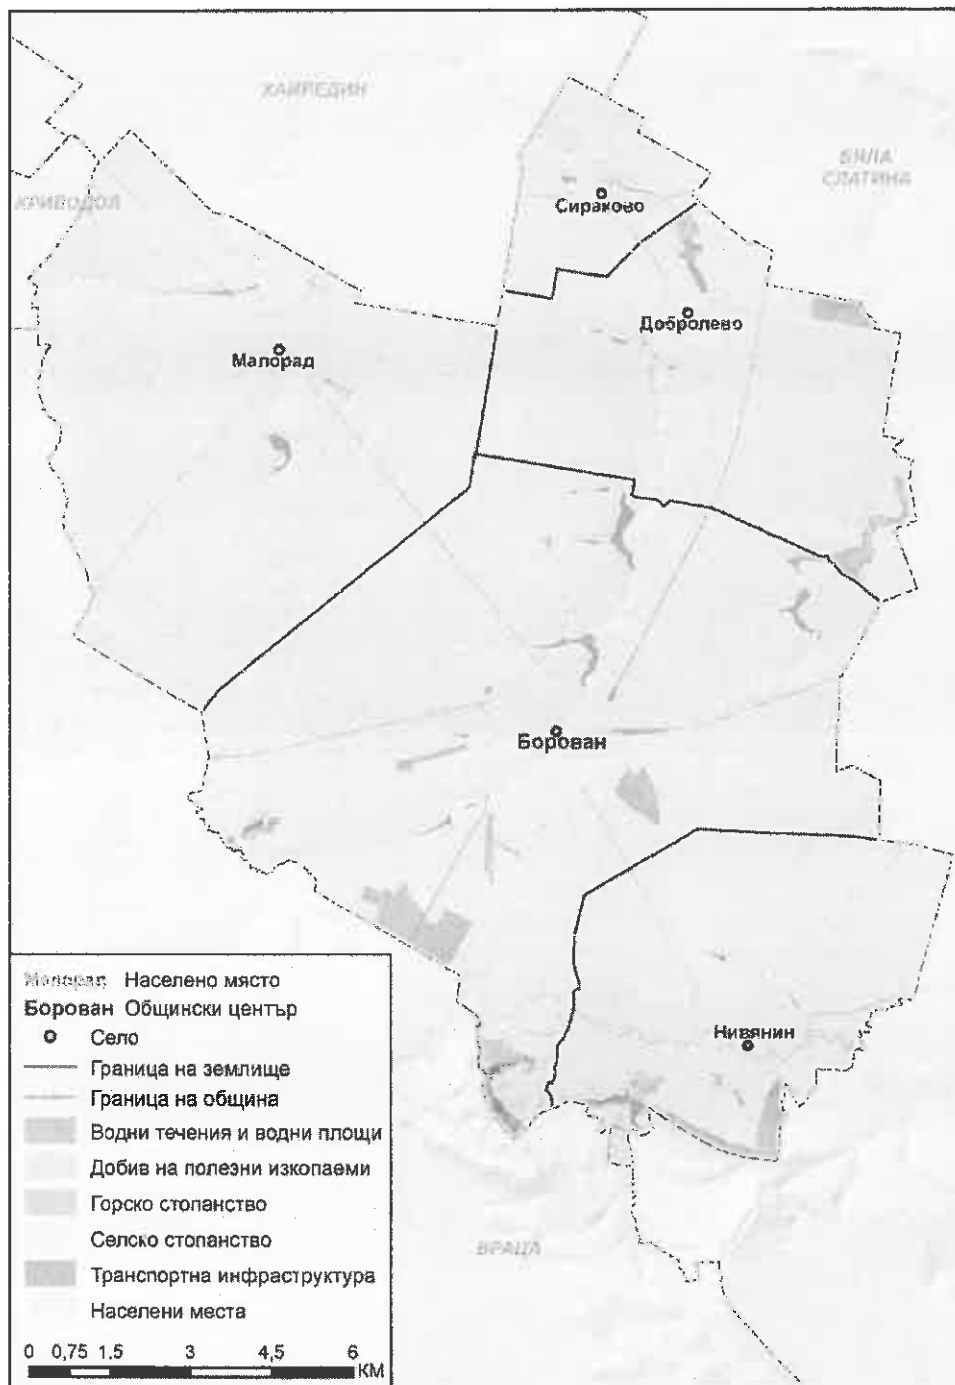 ХАЙРЕДИН
БЯЛА
СЛАТИНА
КРИВОДОЛ
Сираково
Добролево
Малорад
Борован
Нивянин
ВРАЦА
Малорад Населено място
Борован Общински център
Село
Граница на землище
Граница на община
Водни течения и водни площи
Добив на полезни изкопаеми
Горско стопанство
Селско стопанство
Транспортна инфраструктура
Населени места
0 0,75 1.5 3 4,5 6
КМ